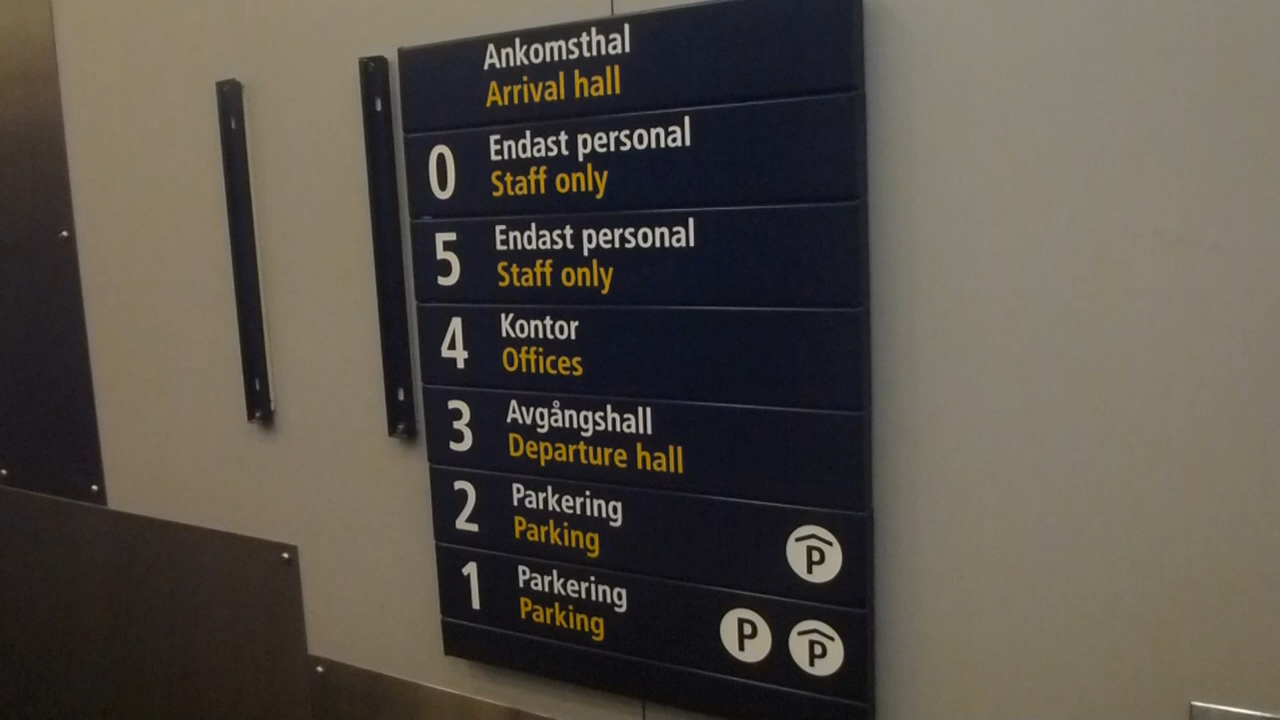 Ankomsthal
Arrival hall
0 Endast personal
Staff only
5 Endast personal
Staff only
4 Kontor
Offices
3 Avgångshall
Departure hall
2 Parkering
Parking
P
1 Parkering
Parking
P P